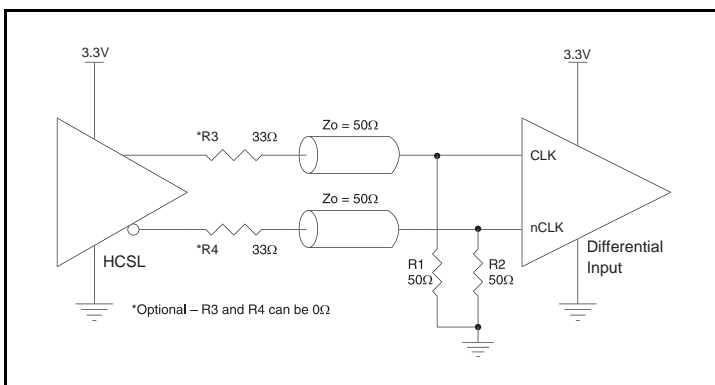 3.3V
3.3V
*R3 33Ω
Zo = 50Ω
CLK
Zo = 50Ω
nCLK
*R4 33Ω
HCSL
R1
50Ω
R2
50Ω
Differential
Input
*Optional – R3 and R4 can be 0Ω